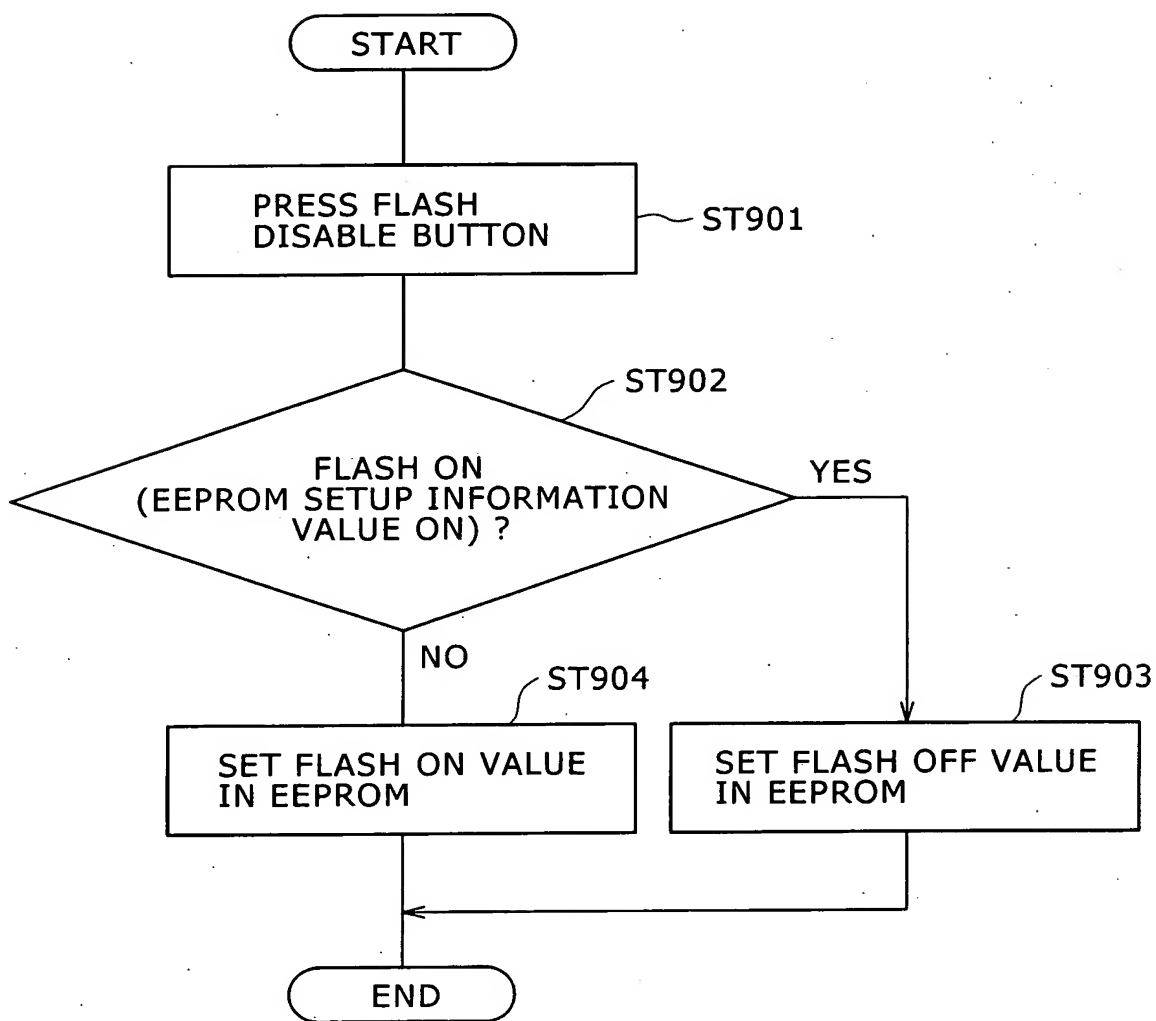 START
PRESS FLASH
DISABLE BUTTON
ST901
ST902
FLASH ON
(EEPROM SETUP INFORMATION
VALUE ON) ?
YES
NO
ST904
ST903
SET FLASH ON VALUE
IN EEPROM
SET FLASH OFF VALUE
IN EEPROM
END